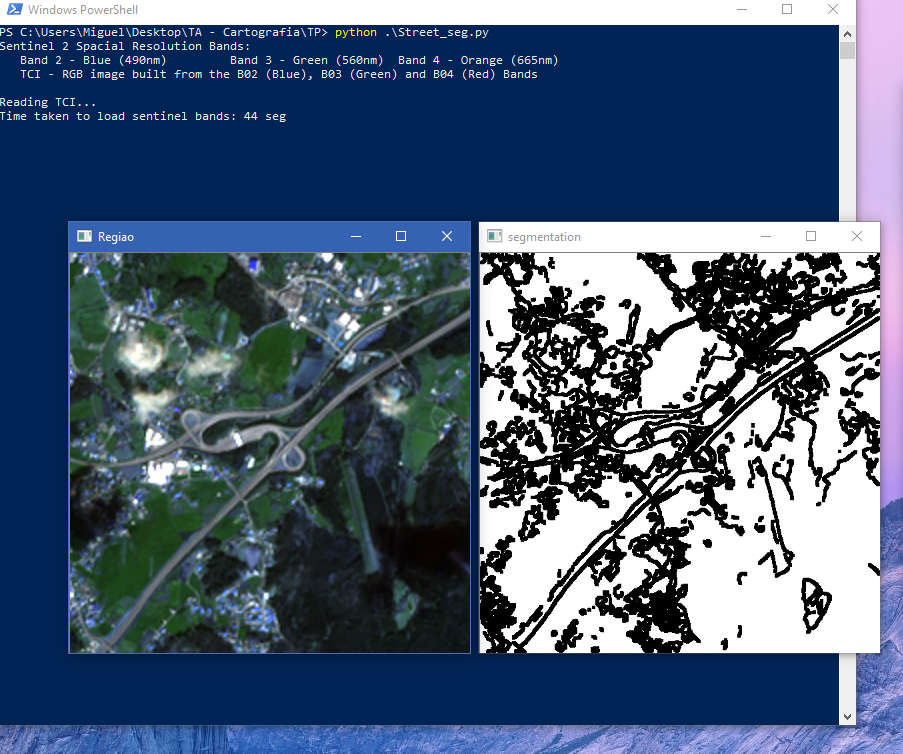 Windows PowerShell
PS C:\Users\Miguel\Desktop\TA - Cartografia\TP> python .\Street_seg.py
Sentinel 2 Spacial Resolution Bands:
Band 2 - Blue (490nm) Band 3 - Green (560nm) Band 4 - Orange (665nm)
TCI - RGB image built from the B02 (Blue), B03 (Green) and B04 (Red) Bands
Reading TCI...
Time taken to load sentinel bands: 44 seg
Regiao
segmentation